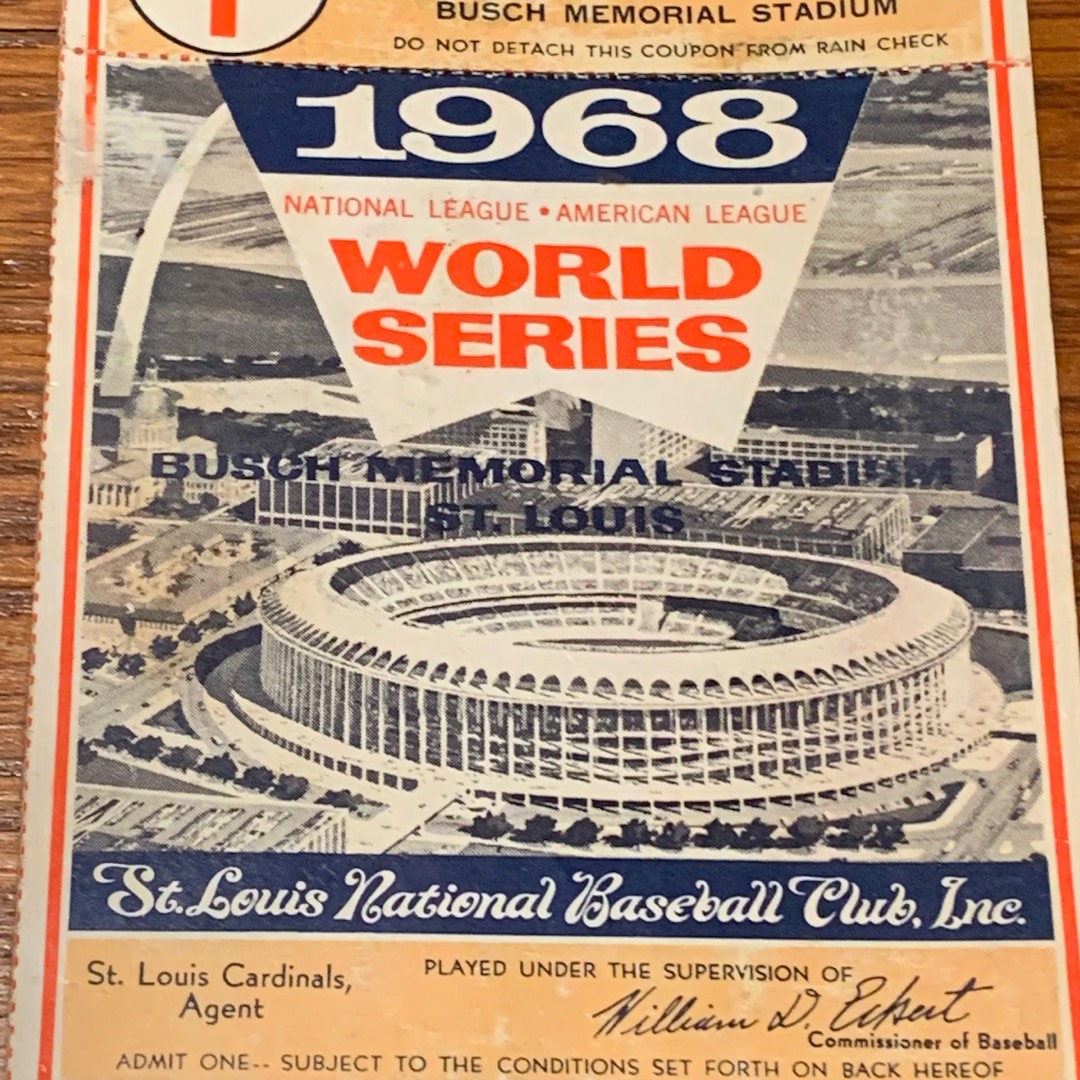 1
BUSCH MEMORIAL STADIUM
DO NOT DETACH THIS COUPON FROM RAIN CHECK
1968
NATIONAL LEAGUE • AMERICAN LEAGUE
WORLD
SERIES
BUSCH MEMORIAL STADIUM
ST. LOUIS
St. Louis National Baseball Club, Inc.
St. Louis Cardinals,
Agent
PLAYED UNDER THE SUPERVISION OF
William D. Eckert
Commissioner of Baseball
ADMIT ONE-- SUBJECT TO THE CONDITIONS SET FORTH ON BACK HEREOF